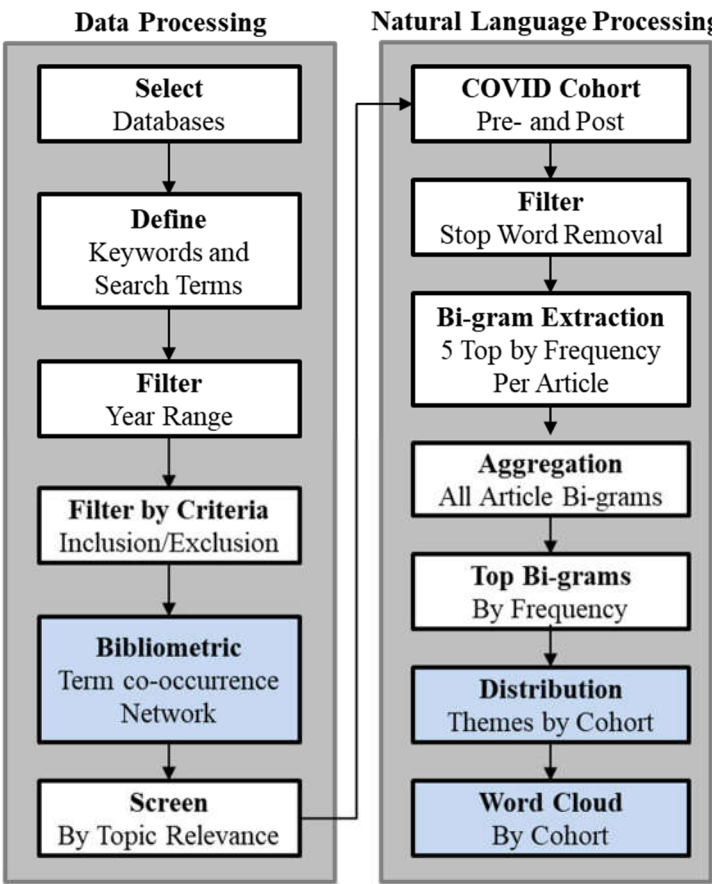 Data Processing
Select
Databases
Define
Keywords and
Search Terms
Filter
Year Range
Filter by Criteria
Inclusion/Exclusion
Bibliometric
Term co-occurrence
Network
Screen
By Topic Relevance
Natural Language Processing
COVID Cohort
Pre- and Post
Filter
Stop Word Removal
Bi-gram Extraction
5 Top by Frequency
Per Article
Aggregation
All Article Bi-grams
Top Bi-grams
By Frequency
Distribution
Themes by Cohort
Word Cloud
By Cohort